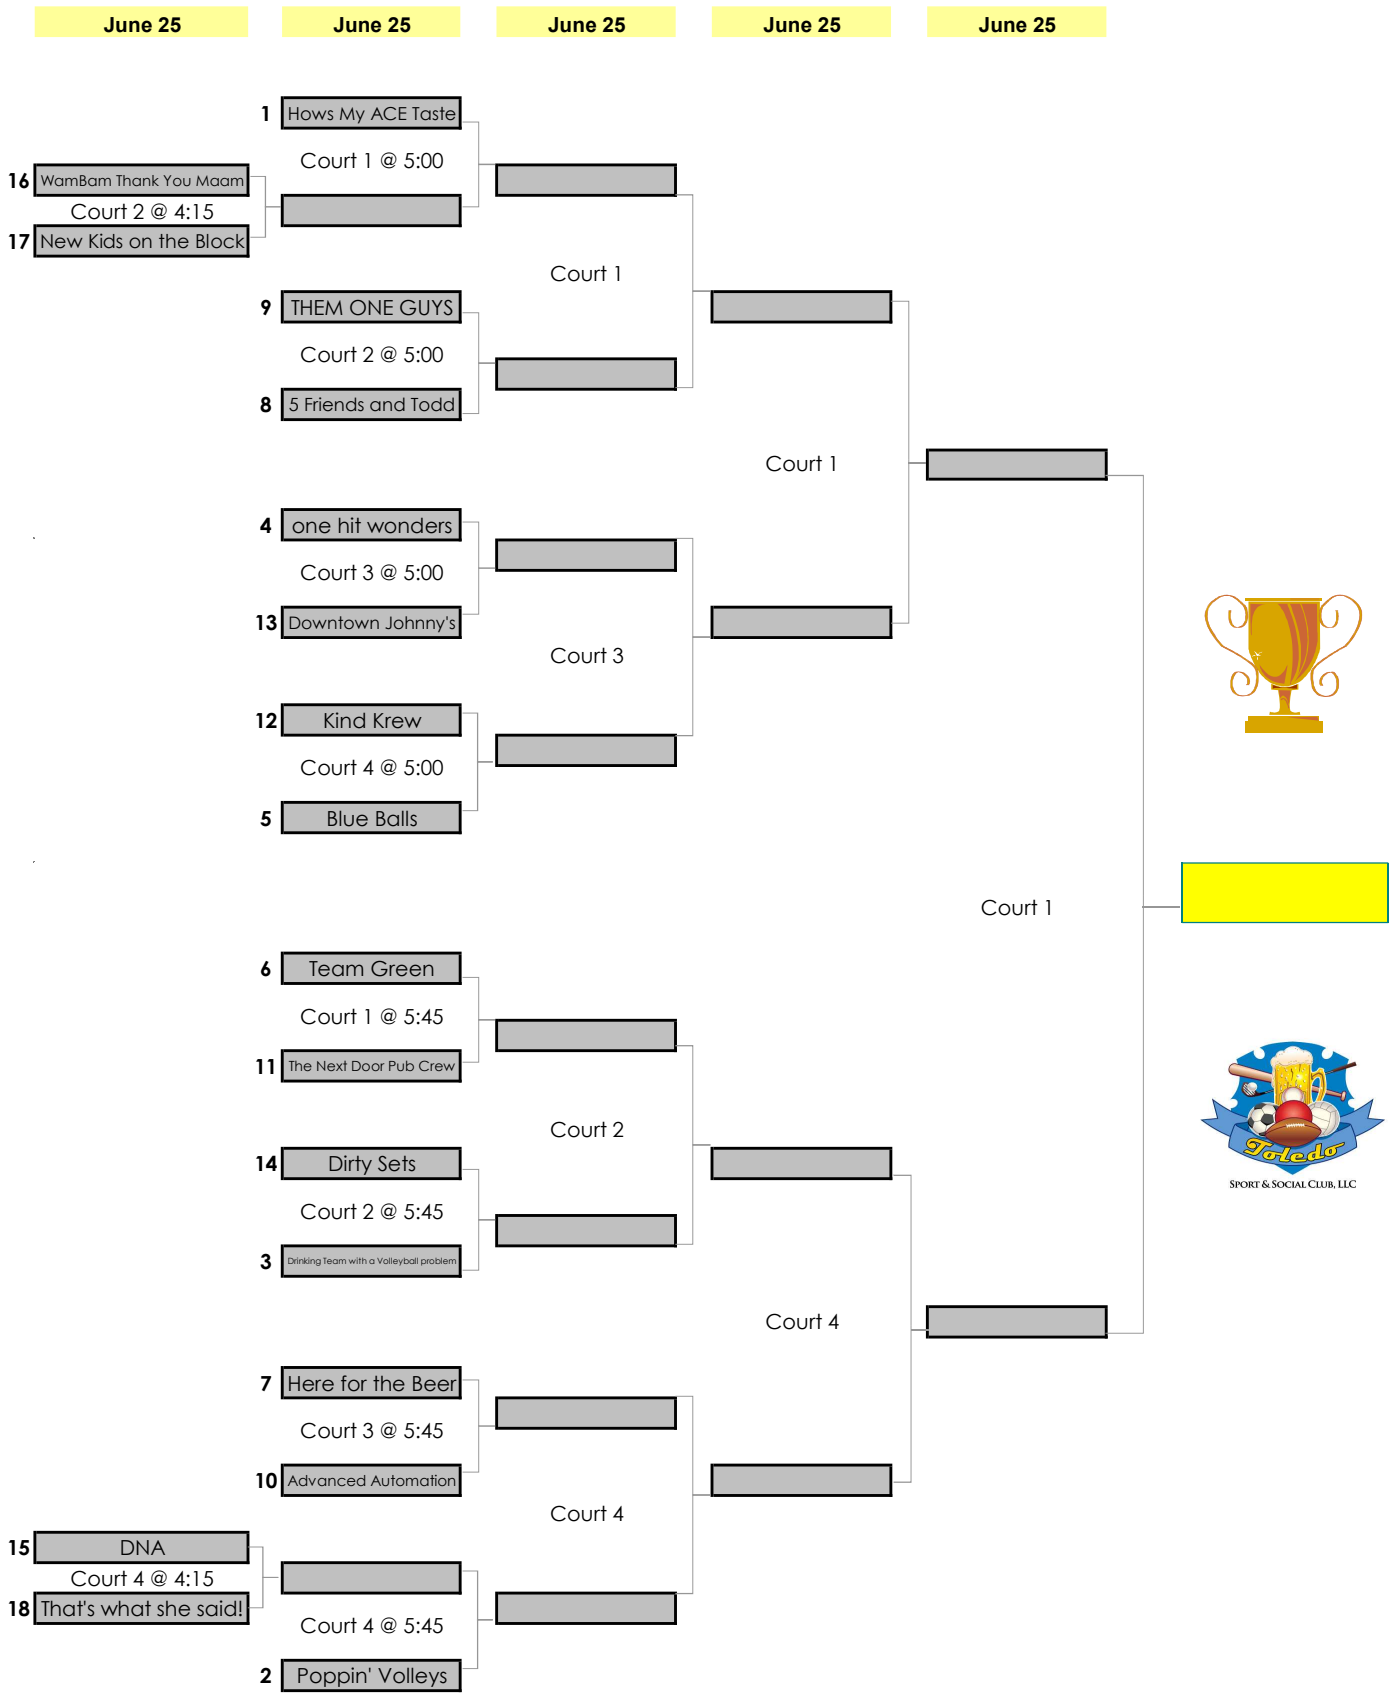 June 25 June 25 June 25 June 25 June 25
1 Hows My ACE Taste
Court 1 @ 5:00
16 WamBam Thank You Maam
Court 2 @ 4:15
17 New Kids on the Block
Court 1
9 THEM ONE GUYS
Court 2 @ 5:00
8 5 Friends and Todd
Court 1
4 one hit wonders
Court 3 @ 5:00
13 Downtown Johnny's
Court 3
12 Kind Krew
Court 4 @ 5:00
5 Blue Balls
Court 1
6 Team Green
Court 1 @ 5:45
11 The Next Door Pub Crew
Court 2
14 Dirty Sets
Court 2 @ 5:45
3 Drinking Team with a Volleyball problem
Toledo
SPORT & SOCIAL CLUB, LLC
Court 4
7 Here for the Beer
Court 3 @ 5:45
10 Advanced Automation
Court 4
15 DNA
Court 4 @ 4:15
18 That's what she said!
Court 4 @ 5:45
2 Poppin' Volleys